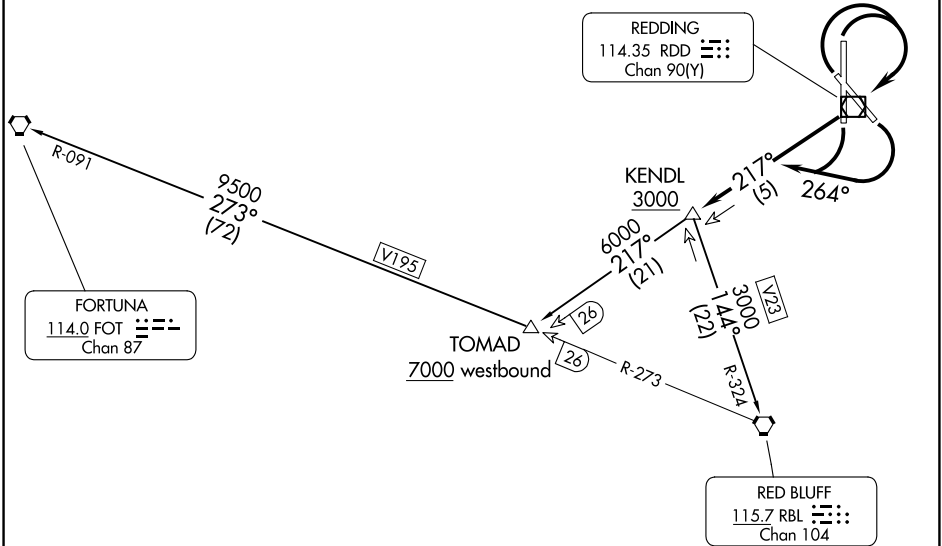 REDDING
114.35 RDD
Chan 90(Y)
R-091
9500
273°
(72)
V195
KENDL
3000
217°
(5)
264°
6000
217°
(21)
3000
144°
(22)
V23
FORTUNA
114.0 FOT
Chan 87
TOMAD
7000 westbound
26
26
R-273
R-324
RED BLUFF
115.7 RBL
Chan 104